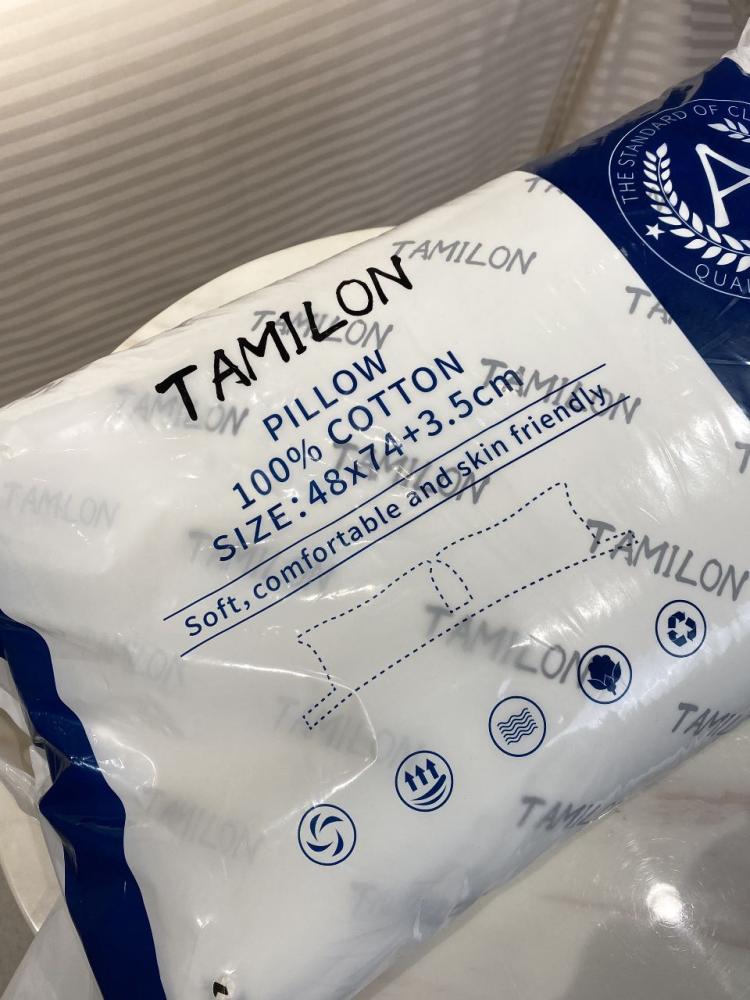 TAMILON
PILLOW
100% COTTON
SIZE:48x74+3.5cm
Soft, comfortable and skin friendly
THE STANDARD OF
A
TAMILON
TAMILON
TAMILON
TAMILON
TAMILON
TAMILON
TAMILON
TAMILON